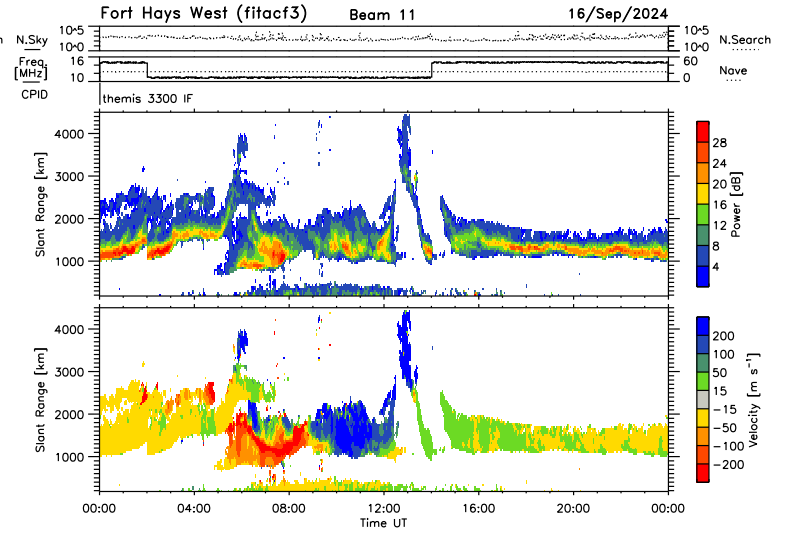 Fort Hays West (fitacf3) Beam 11 16/Sep/2024
N.Sky 10^5 10^0 10^5 10^0 N.Search
Freq. [MHz] 16 10 60 0 Nave
CPID themis 3300 IF
Slant Range [km] 4000 3000 2000 1000
28 24 20 16 12 8 4 Power [dB]
Slant Range [km] 4000 3000 2000 1000
200 100 50 15 −15 −50 −100 −200 Velocity [m s⁻¹]
00:00 04:00 08:00 12:00 16:00 20:00 00:00
Time UT